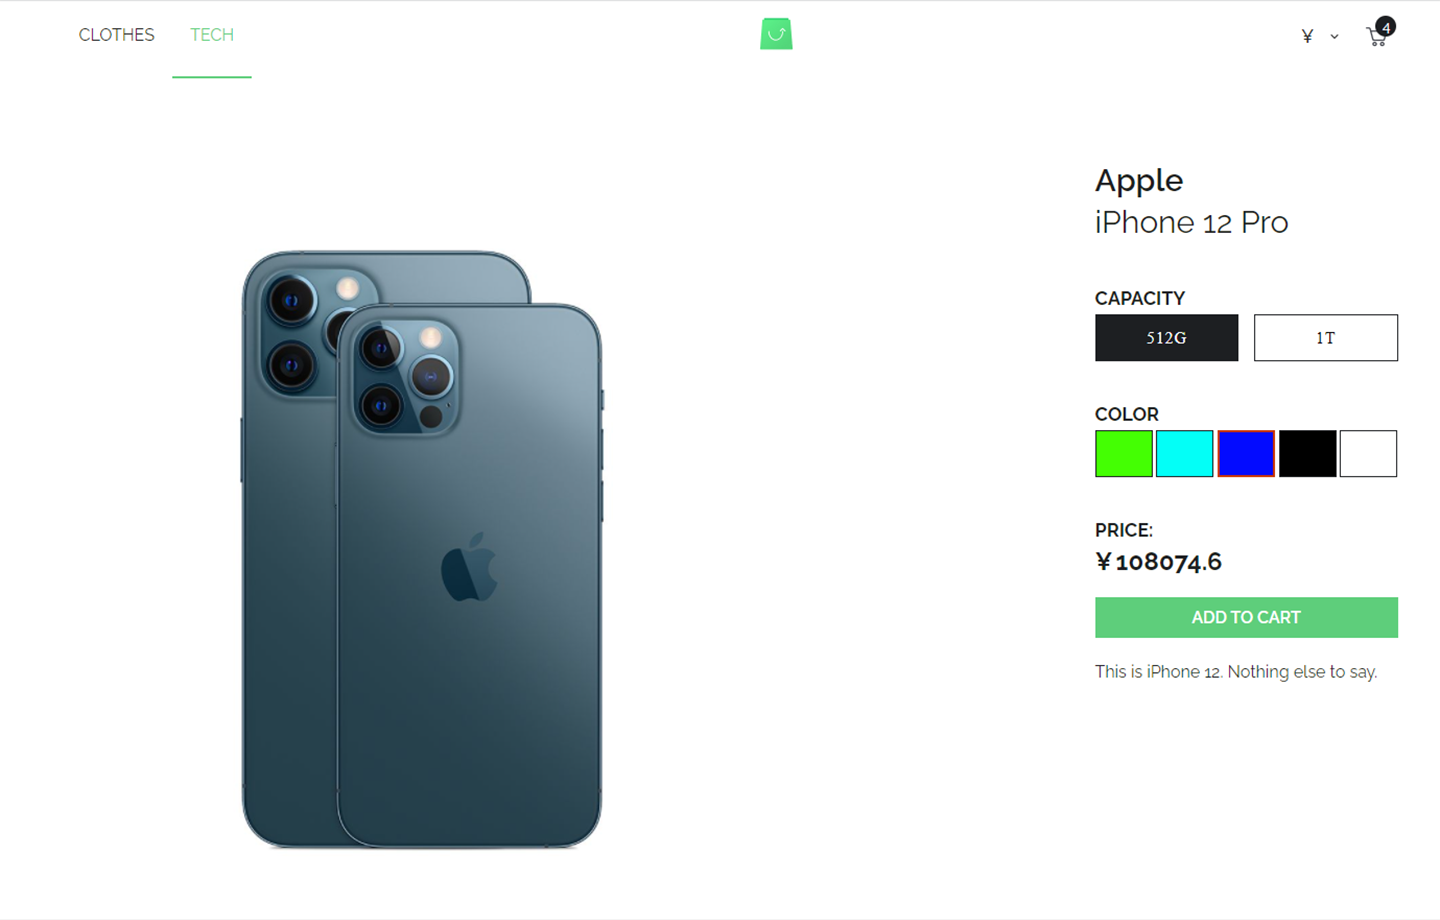 CLOTHES TECH ¥ 4
Apple
iPhone 12 Pro
CAPACITY
512G 1T
COLOR
PRICE:
¥ 108074.6
ADD TO CART
This is iPhone 12. Nothing else to say.